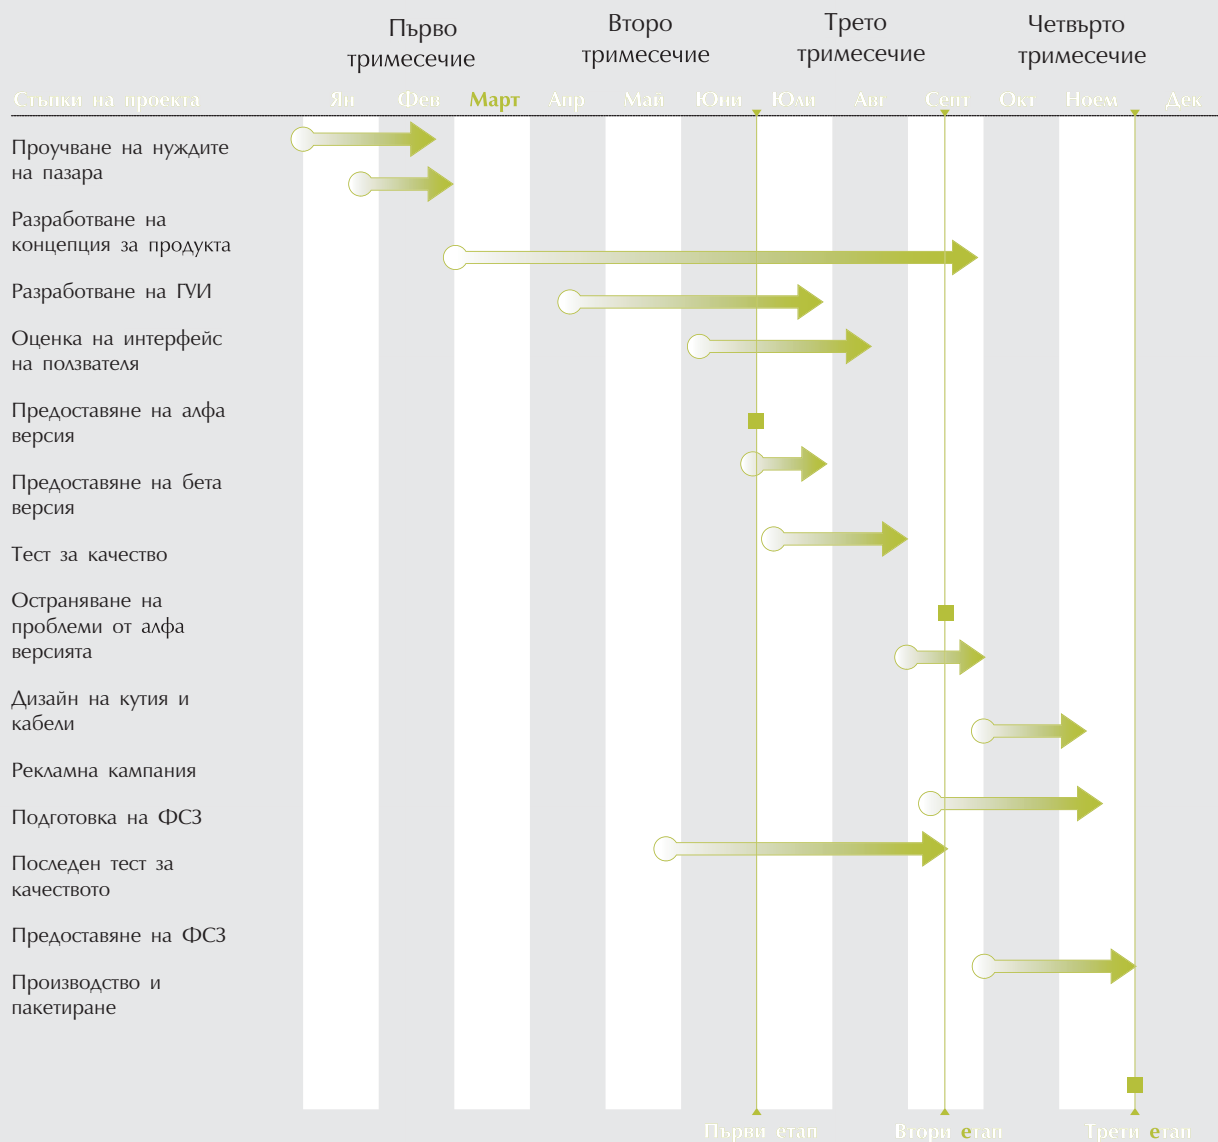 Първо
тримесечие
Второ
тримесечие
Трето
тримесечие
Четвърто
тримесечие
Стъпки на проекта Ян Фев Март Апр Май Юни Юли Авг Септ Окт Ноем Дек
Проучване на нуждите
на пазара
Разработване на
концепция за продукта
Разработване на ГУИ
Оценка на интерфейс
на ползвателя
Предоставяне на алфа
версия
Предоставяне на бета
версия
Тест за качество
Остраняване на
проблеми от алфа
версията
Дизайн на кутия и
кабели
Рекламна кампания
Подготовка на ФСЗ
Последен тест за
качеството
Предоставяне на ФСЗ
Производство и
пакетиране
Първи етап Втори етап Трети етап